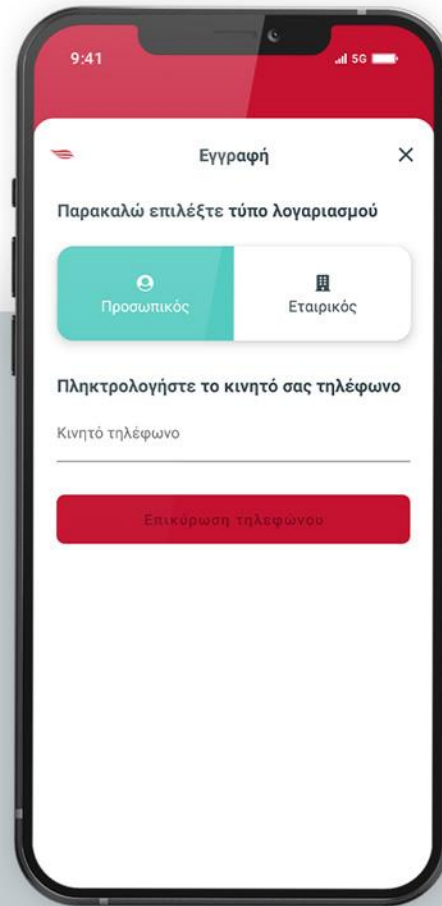 9:41
5G
Εγγραφή
Παρακαλώ επιλέξτε τύπο λογαριασμού
Προσωπικός
Εταιρικός
Πληκτρολογήστε το κινητό σας τηλέφωνο
Κινητό τηλέφωνο
Επικύρωση τηλεφώνου